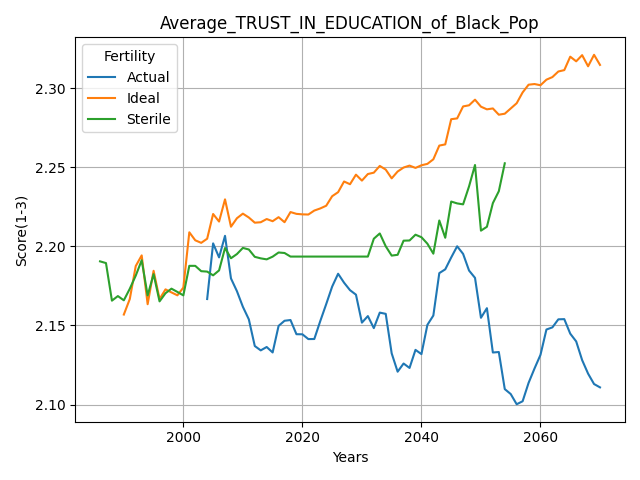 Average_TRUST_IN_EDUCATION_of_Black_Pop
Fertility
Actual
Ideal
Sterile
Score(1-3)
2.30
2.25
2.20
2.15
2.10
2000 2020 2040 2060
Years